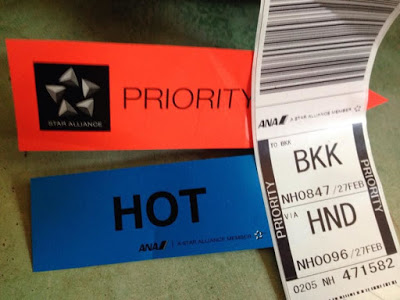 STAR ALLIANCE
PRIORITY
HOT
ANA
A STAR ALLIANCE MEMBER
ANA
A STAR ALLIANCE MEMBER
TO BKK
BKK
NH0847/27FEB
VIA
HND
NH0096/27FEB
0205 NH 471582
PRIORITY
PRIORITY